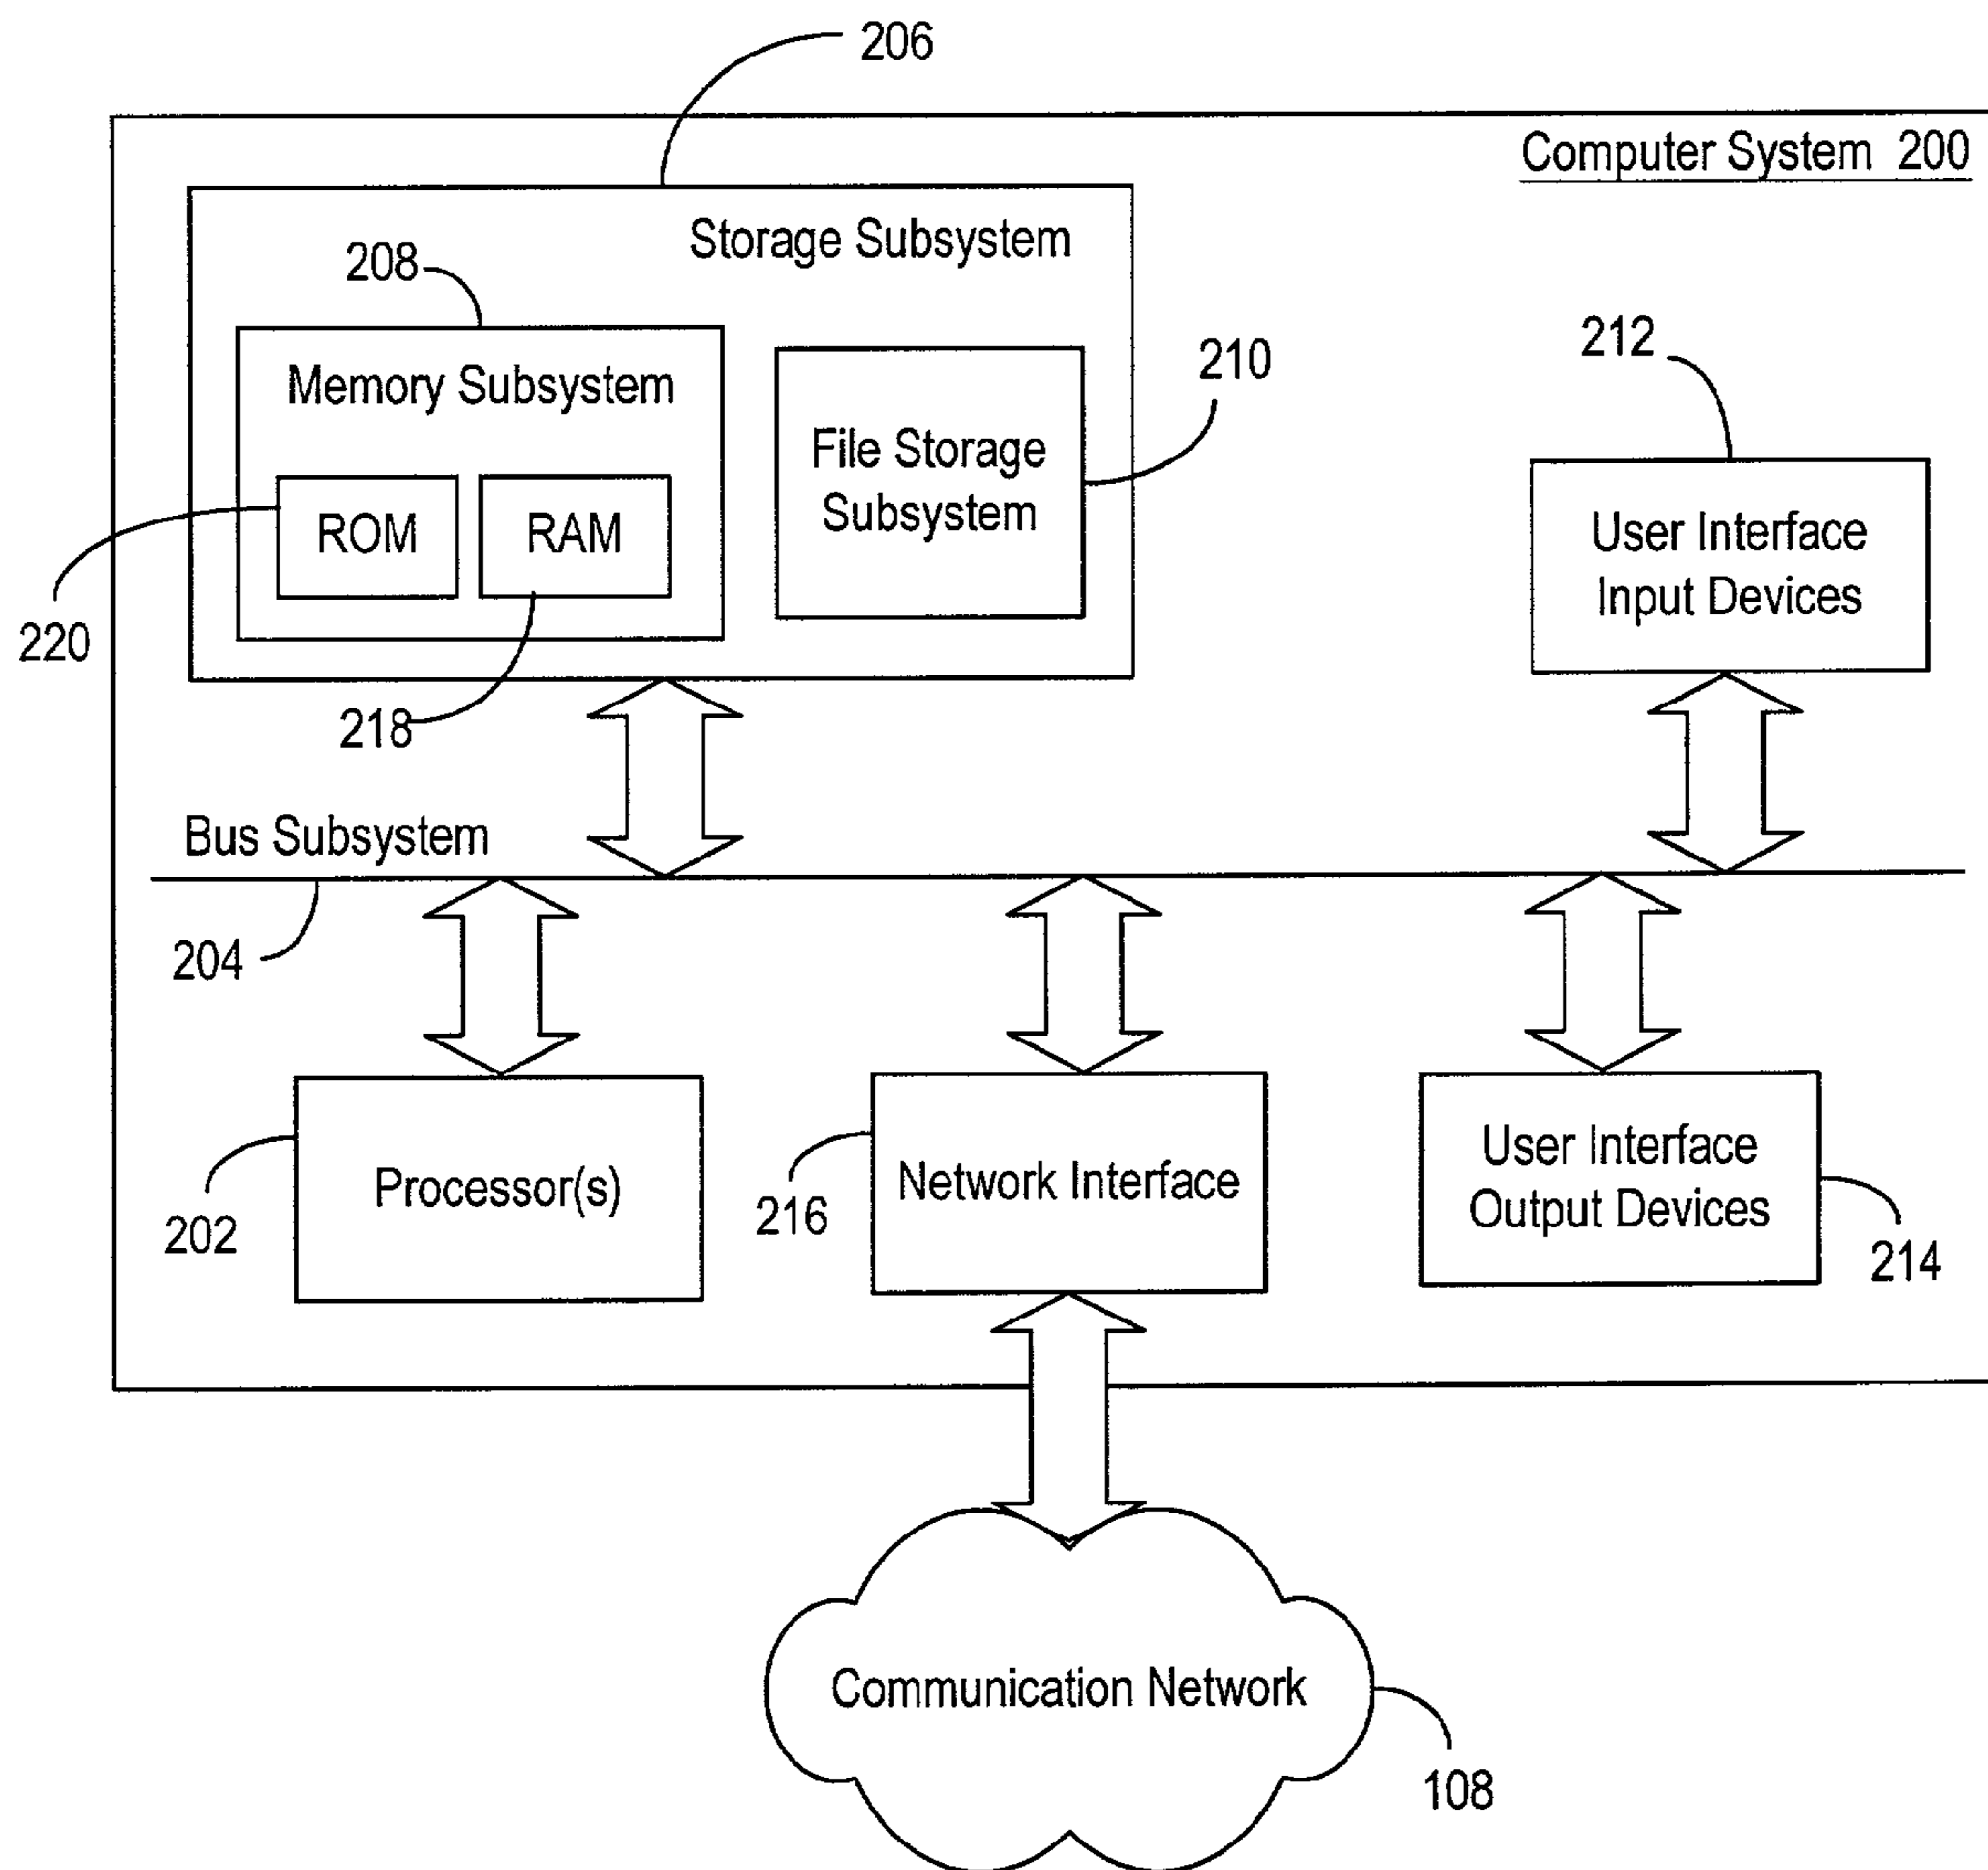 206
Computer System 200
Storage Subsystem
208
Memory Subsystem
210
212
File Storage
Subsystem
ROM
RAM
User Interface
Input Devices
220
218
Bus Subsystem
204
Processor(s)
202
Network Interface
216
User Interface
Output Devices
214
Communication Network
108